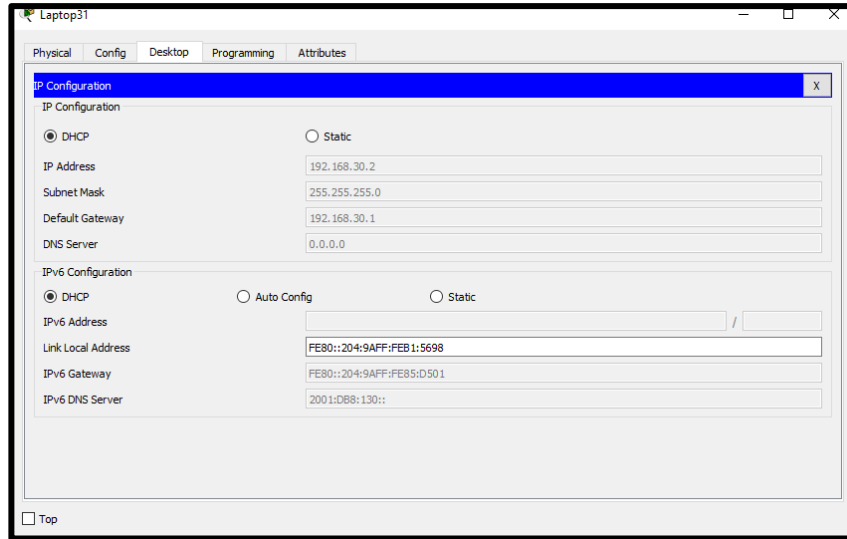 Laptop31
Physical Config Desktop Programming Attributes
IP Configuration X
IP Configuration
DHCP Static
IP Address 192.168.30.2
Subnet Mask 255.255.255.0
Default Gateway 192.168.30.1
DNS Server 0.0.0.0
IPv6 Configuration
DHCP Auto Config Static
IPv6 Address /
Link Local Address FE80::204:9AFF:FEB1:5698
IPv6 Gateway FE80::204:9AFF:FE85:D501
IPv6 DNS Server 2001:DB8:130::
Top